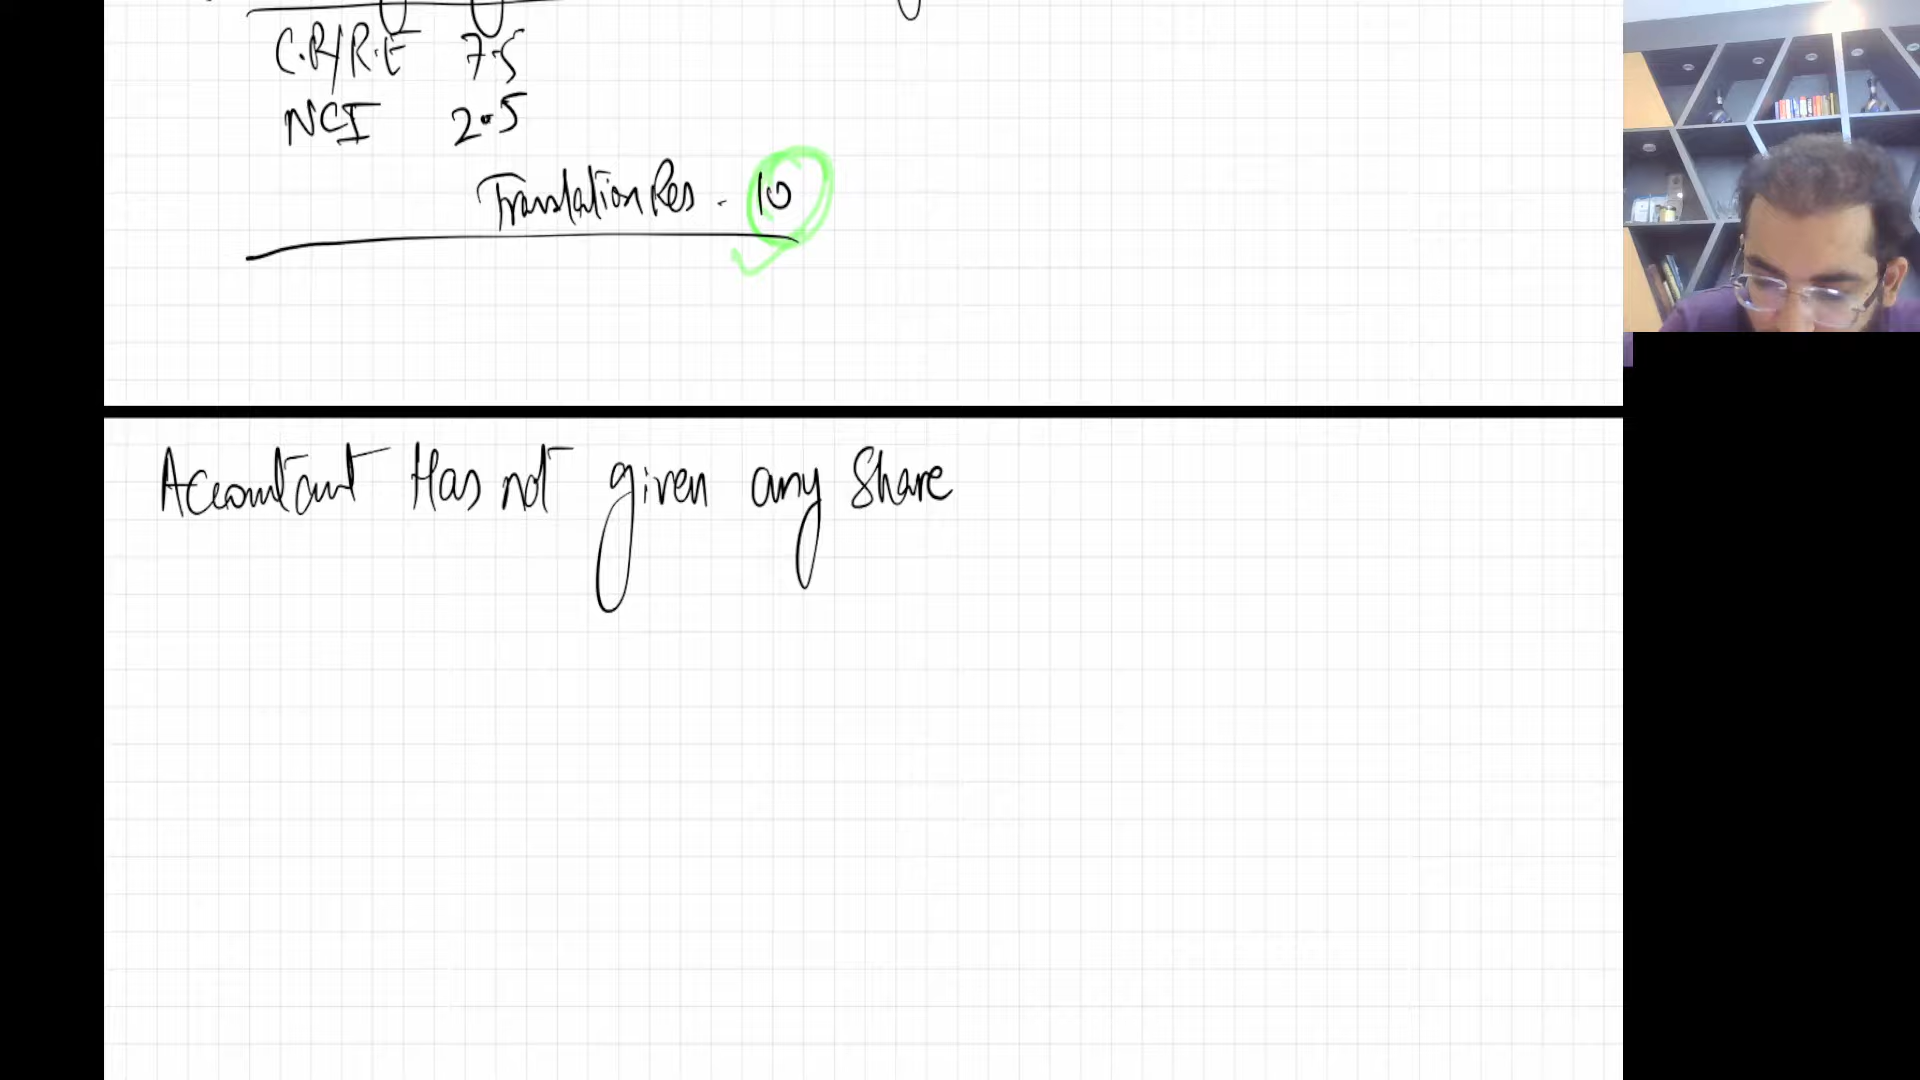 C.P/R.E 7.5
NCI 2.5
Translation Res. 10
Accountant Has not given any Share